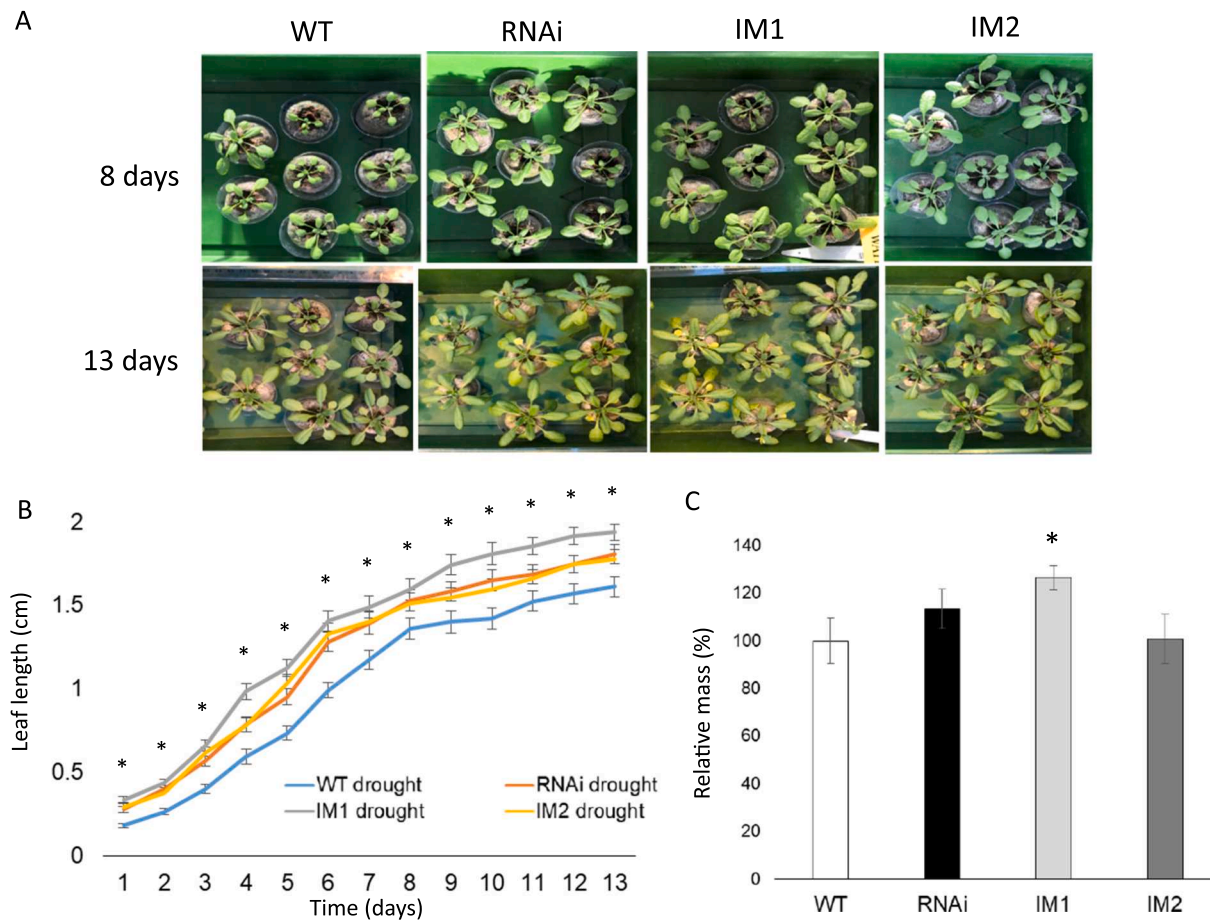 A
WT RNAi IM1 IM2
8 days
13 days
B
Leaf length (cm)
2
1.5
1
0.5
0
* * * * * * * * * * * * *
WT drought RNAi drought
IM1 drought IM2 drought
1 2 3 4 5 6 7 8 9 10 11 12 13
Time (days)
C
Relative mass (%)
140
120
100
80
60
40
20
0
*
WT RNAi IM1 IM2